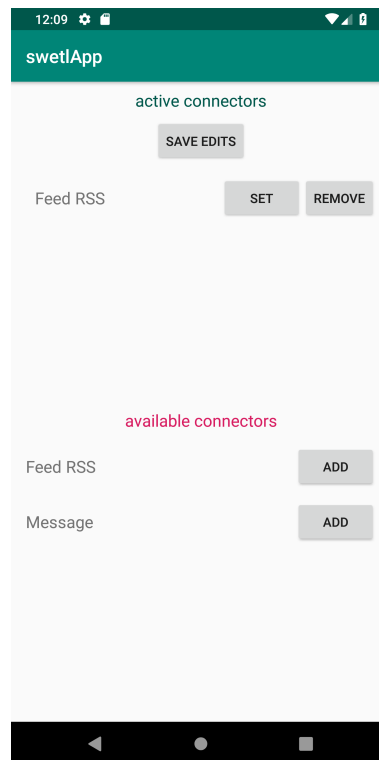 12:09
swetlApp
active connectors
SAVE EDITS
Feed RSS SET REMOVE
available connectors
Feed RSS ADD
Message ADD